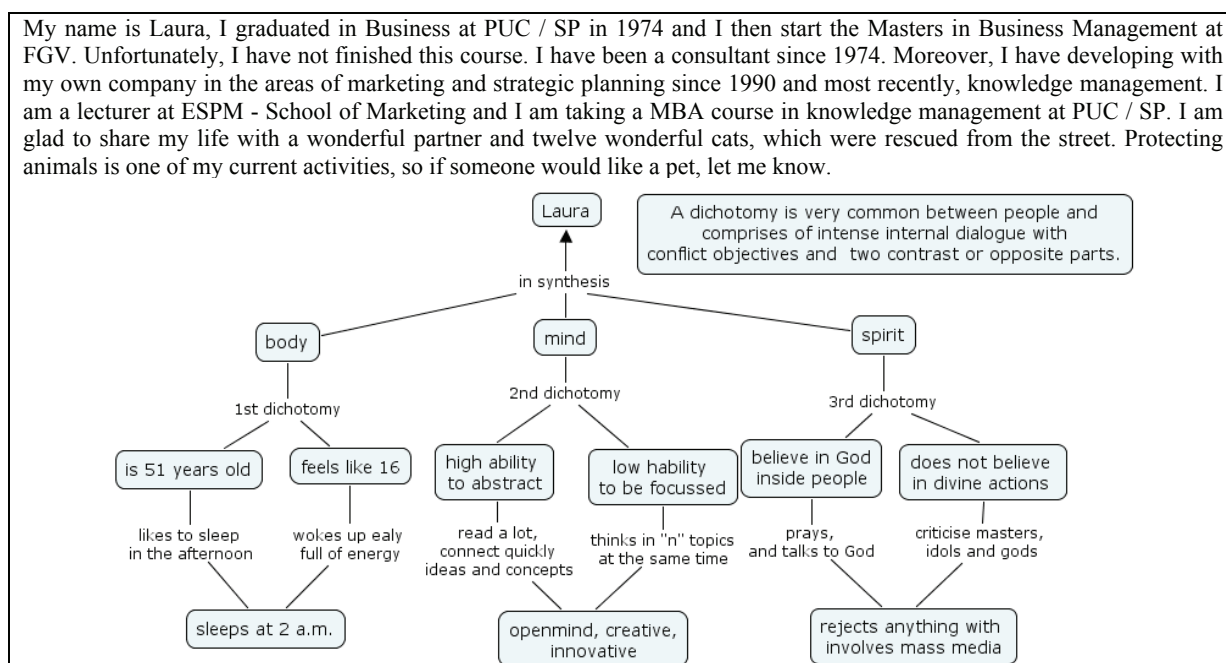 My name is Laura, I graduated in Business at PUC / SP in 1974 and I then start the Masters in Business Management at
FGV. Unfortunately, I have not finished this course. I have been a consultant since 1974. Moreover, I have developing with
my own company in the areas of marketing and strategic planning since 1990 and most recently, knowledge management. I
am a lecturer at ESPM - School of Marketing and I am taking a MBA course in knowledge management at PUC / SP. I am
glad to share my life with a wonderful partner and twelve wonderful cats, which were rescued from the street. Protecting
animals is one of my current activities, so if someone would like a pet, let me know.
Laura
A dichotomy is very common between people and
comprises of intense internal dialogue with
conflict objectives and two contrast or opposite parts.
in synthesis
body
mind
spirit
1st dichotomy
2nd dichotomy
3rd dichotomy
is 51 years old
feels like 16
high ability
to abstract
low hability
to be focussed
believe in God
inside people
does not believe
in divine actions
likes to sleep
in the afternoon
wokes up ealy
full of energy
read a lot,
connect quickly
ideas and concepts
thinks in "n" topics
at the same time
prays,
and talks to God
criticise masters,
idols and gods
sleeps at 2 a.m.
openmind, creative,
innovative
rejects anything with
involves mass media